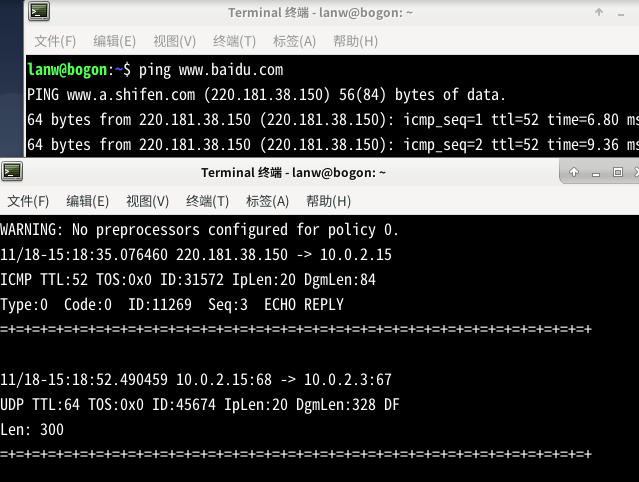 Terminal 终端 - lanw@bogon: ~
文件(F) 编辑(E) 视图(V) 终端(T) 标签(A) 帮助(H)
lanw@bogon:~$ ping www.baidu.com
PING www.a.shifen.com (220.181.38.150) 56(84) bytes of data.
64 bytes from 220.181.38.150 (220.181.38.150): icmp_seq=1 ttl=52 time=6.80 ms
64 bytes from 220.181.38.150 (220.181.38.150): icmp_seq=2 ttl=52 time=9.36 ms
Terminal 终端 - lanw@bogon: ~
文件(F) 编辑(E) 视图(V) 终端(T) 标签(A) 帮助(H)
WARNING: No preprocessors configured for policy 0.
11/18-15:18:35.076460 220.181.38.150 -> 10.0.2.15
ICMP TTL:52 TOS:0x0 ID:31572 IpLen:20 DgmLen:84
Type:0  Code:0  ID:11269  Seq:3  ECHO REPLY
=+=+=+=+=+=+=+=+=+=+=+=+=+=+=+=+=+=+=+=+=+=+=+=+=+=+=+=+=+=+=+=+=+=+=+=+=+
11/18-15:18:52.490459 10.0.2.15:68 -> 10.0.2.3:67
UDP TTL:64 TOS:0x0 ID:45674 IpLen:20 DgmLen:328 DF
Len: 300
=+=+=+=+=+=+=+=+=+=+=+=+=+=+=+=+=+=+=+=+=+=+=+=+=+=+=+=+=+=+=+=+=+=+=+=+=+